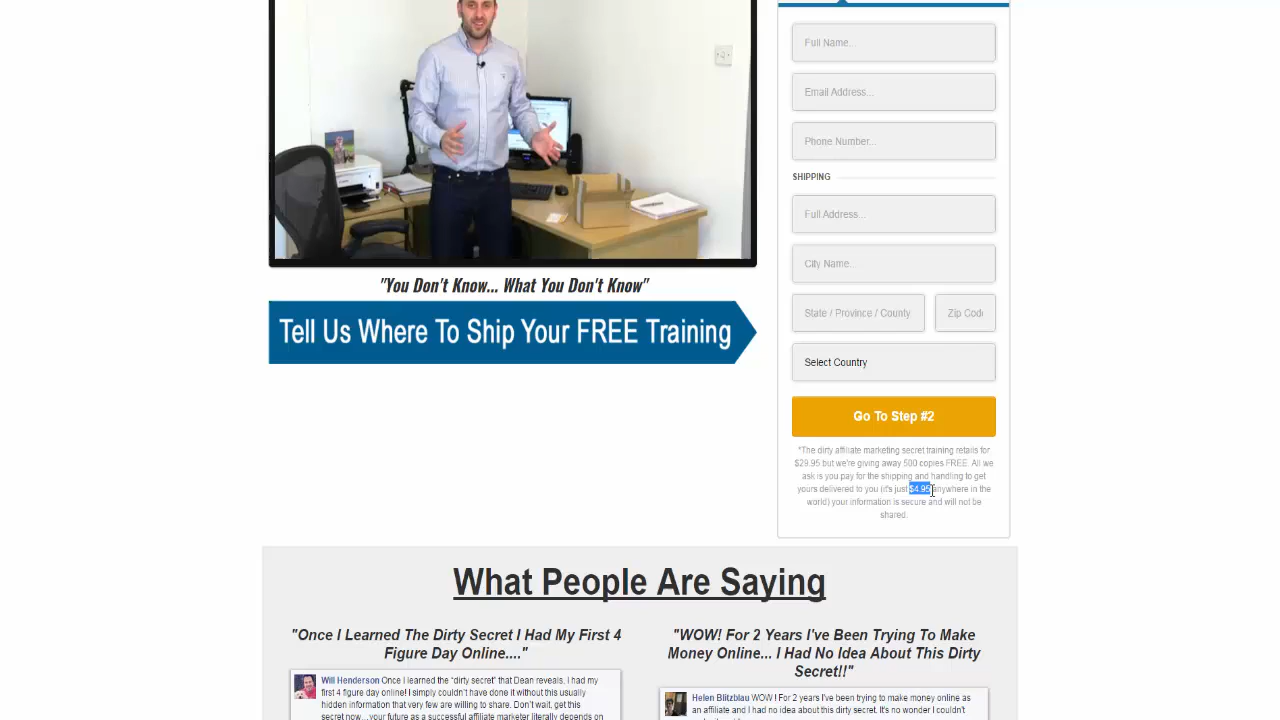 "You Don't Know... What You Don't Know"
Tell Us Where To Ship Your FREE Training
Full Name...
Email Address...
Phone Number...
SHIPPING
Full Address...
City Name...
State / Province / County
Zip Code
Select Country
Go To Step #2
*The dirty affiliate marketing secret training retails for
$29.95 but we're giving away 500 copies FREE. All we
ask is you pay for the shipping and handling to get
yours delivered to you (it's just $4.95 anywhere in the
world) your information is secure and will not be
shared.
What People Are Saying
"Once I Learned The Dirty Secret I Had My First 4
Figure Day Online...."
Will Henderson Once I learned the "dirty secret" that Dean reveals, I had my
first 4 figure day online! I simply couldn't have done it without this usually
hidden information that very few are willing to share. Don't wait, get this
secret now...your future as a successful affiliate marketer literally depends on
"WOW! For 2 Years I've Been Trying To Make
Money Online... I Had No Idea About This Dirty
Secret!!"
Helen Blitzblau WOW ! For 2 years I've been trying to make money online as
an affiliate and I had no idea about this dirty secret. It's no wonder I couldn't